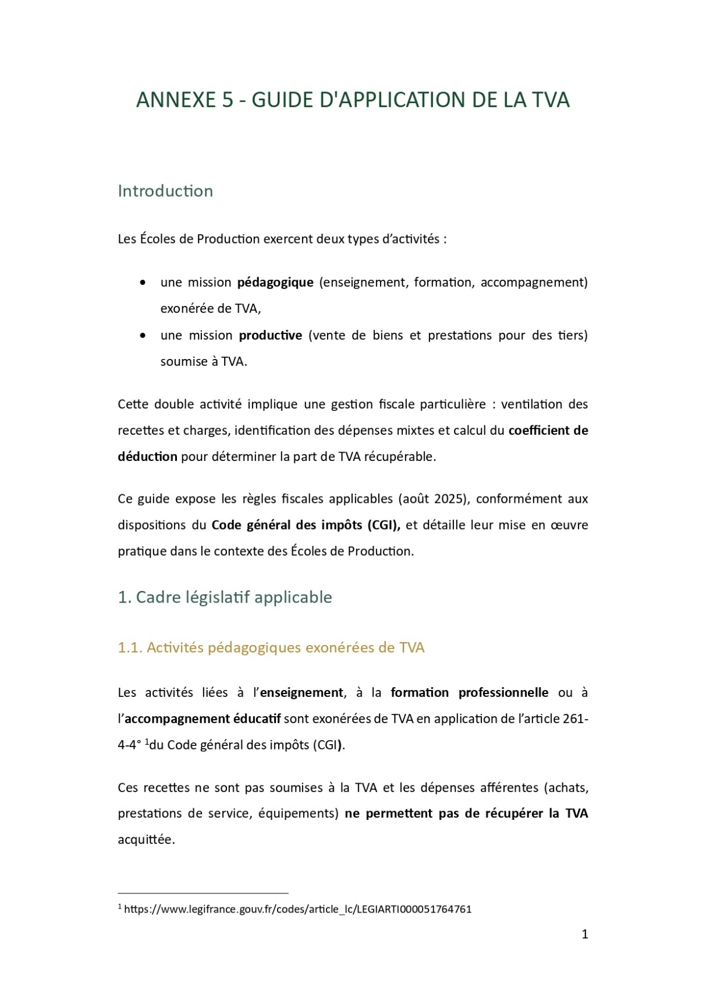 ANNEXE 5 - GUIDE D'APPLICATION DE LA TVA
Introduction
Les Écoles de Production exercent deux types d’activités :
• une mission pédagogique (enseignement, formation, accompagnement)
exonérée de TVA,
• une mission productive (vente de biens et prestations pour des tiers)
soumise à TVA.
Cette double activité implique une gestion fiscale particulière : ventilation des
recettes et charges, identification des dépenses mixtes et calcul du coefficient de
déduction pour déterminer la part de TVA récupérable.
Ce guide expose les règles fiscales applicables (août 2025), conformément aux
dispositions du Code général des impôts (CGI), et détaille leur mise en œuvre
pratique dans le contexte des Écoles de Production.
1. Cadre législatif applicable
1.1. Activités pédagogiques exonérées de TVA
Les activités liées à l’enseignement, à la formation professionnelle ou à
l’accompagnement éducatif sont exonérées de TVA en application de l’article 261-
4-4° ¹du Code général des impôts (CGI).
Ces recettes ne sont pas soumises à la TVA et les dépenses afférentes (achats,
prestations de service, équipements) ne permettent pas de récupérer la TVA
acquittée.
¹ https://www.legifrance.gouv.fr/codes/article_lc/LEGIARTI000051764761
1